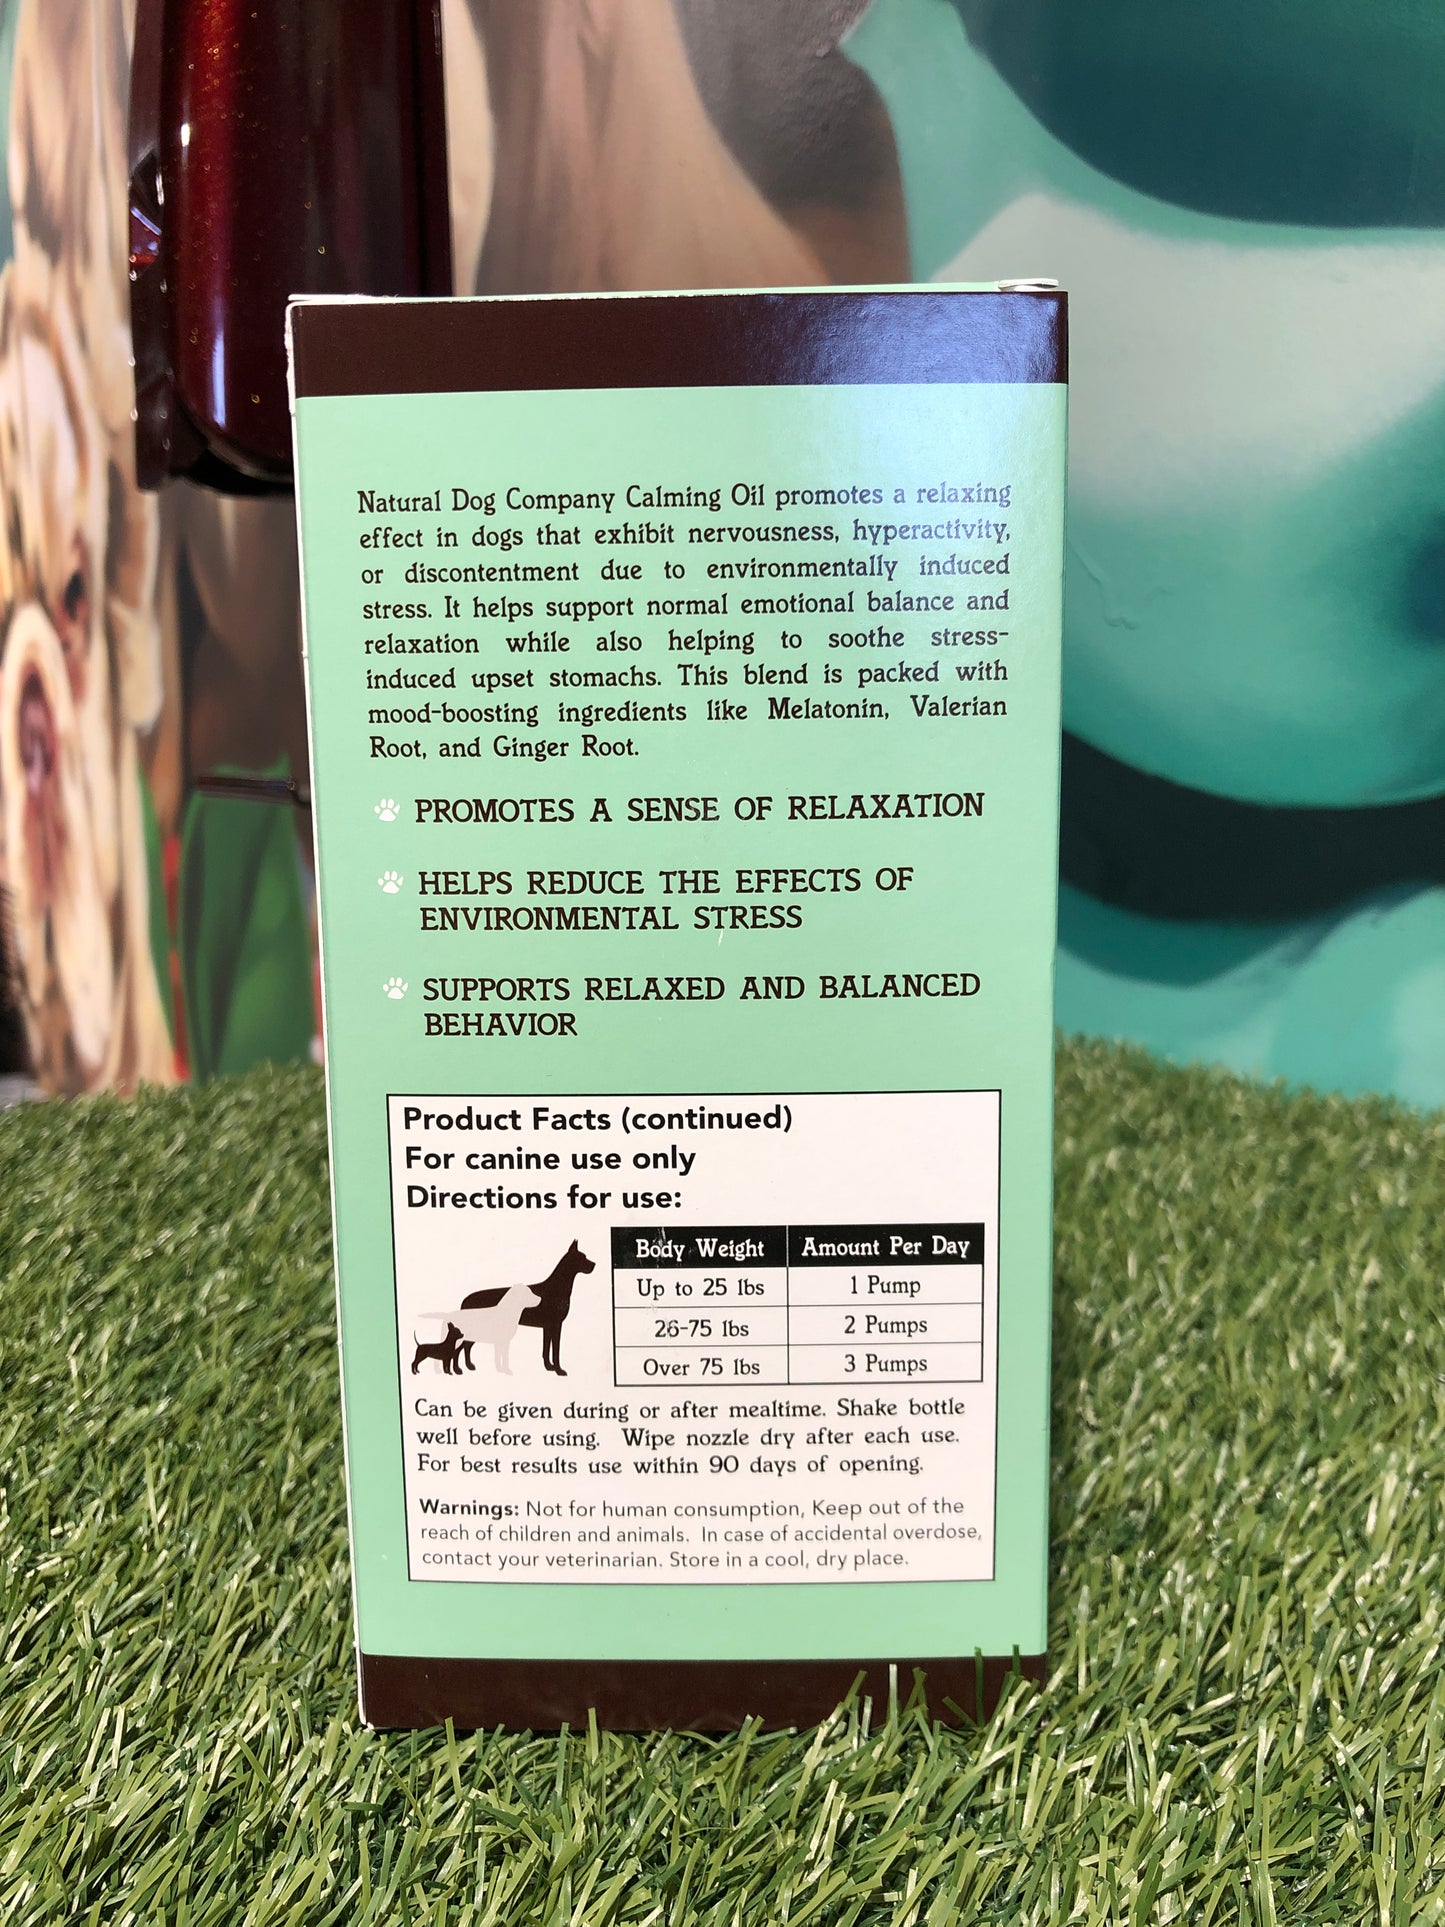 Natural Dog Company Calming Oil promotes a relaxing
effect in dogs that exhibit nervousness, hyperactivity,
or discontentment due to environmentally induced
stress. It helps support normal emotional balance and
relaxation while also helping to soothe stress-
induced upset stomachs. This blend is packed with
mood-boosting ingredients like Melatonin, Valerian
Root, and Ginger Root.
PROMOTES A SENSE OF RELAXATION
HELPS REDUCE THE EFFECTS OF
ENVIRONMENTAL STRESS
SUPPORTS RELAXED AND BALANCED
BEHAVIOR
Product Facts (continued)
For canine use only
Directions for use:
Body Weight Amount Per Day
Up to 25 lbs 1 Pump
26-75 lbs 2 Pumps
Over 75 lbs 3 Pumps
Can be given during or after mealtime. Shake bottle
well before using. Wipe nozzle dry after each use.
For best results use within 90 days of opening.
Warnings: Not for human consumption, Keep out of the
reach of children and animals. In case of accidental overdose,
contact your veterinarian. Store in a cool, dry place.